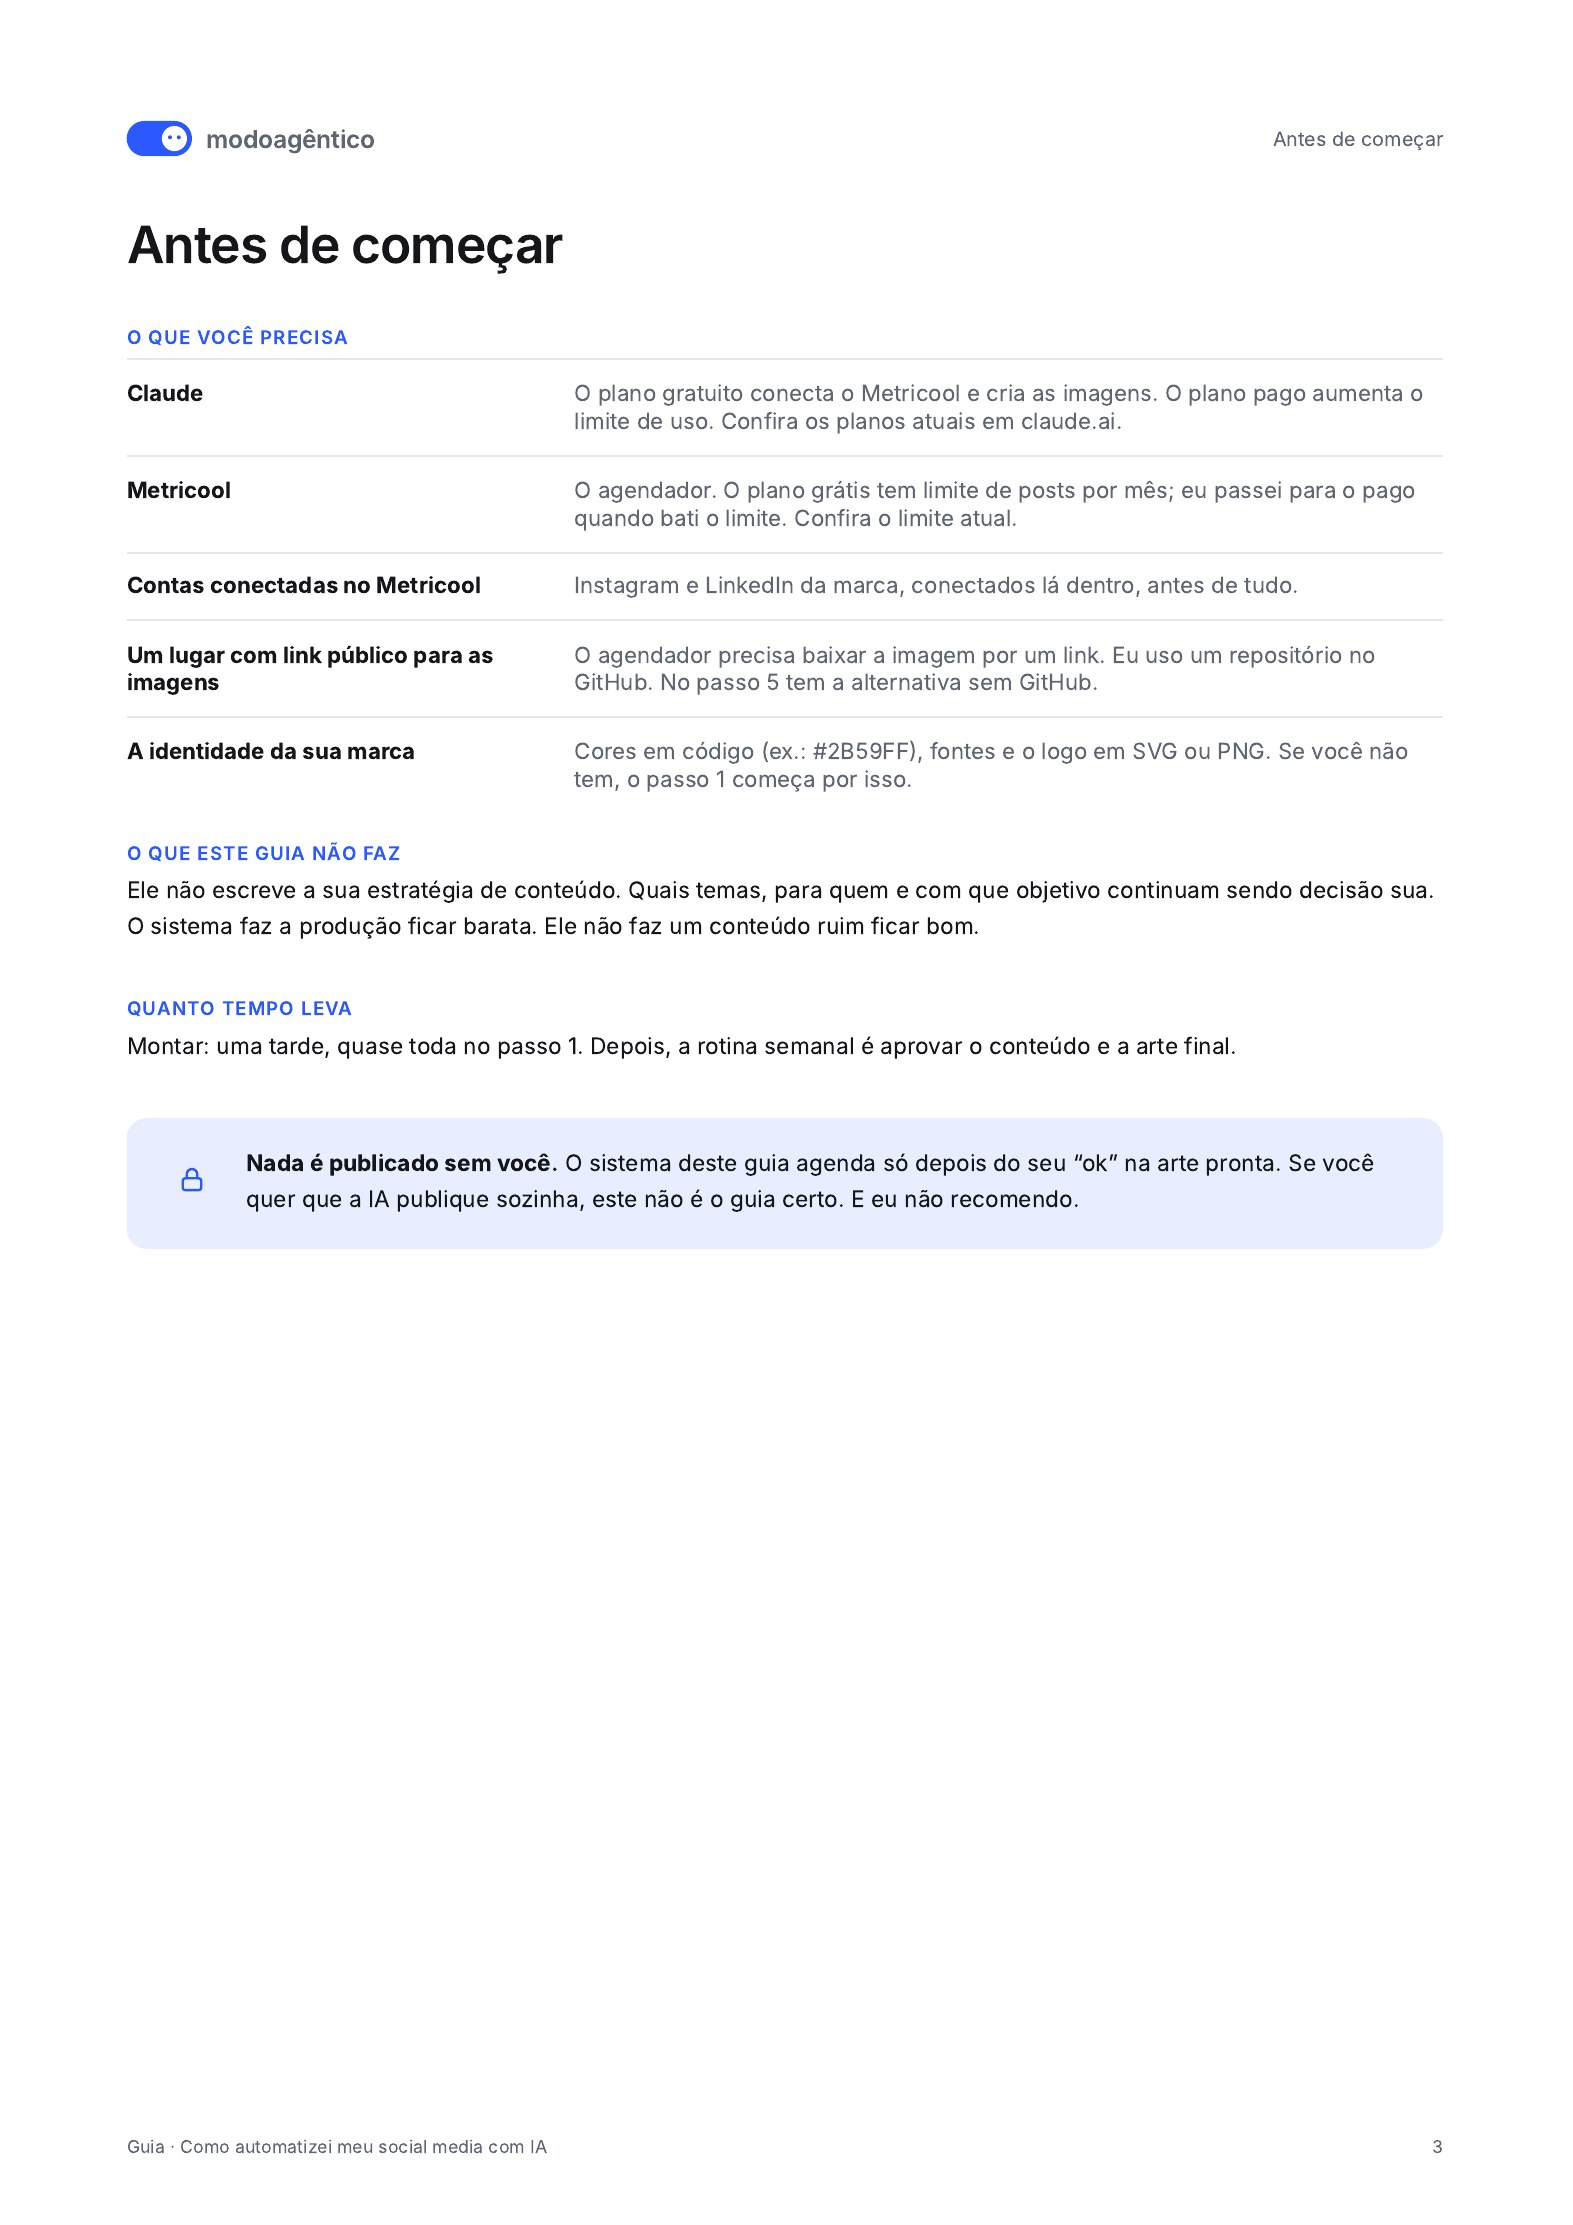 modoagêntico
Antes de começar
Antes de começar
O QUE VOCÊ PRECISA
Claude
O plano gratuito conecta o Metricool e cria as imagens. O plano pago aumenta o
limite de uso. Confira os planos atuais em claude.ai.
Metricool
O agendador. O plano grátis tem limite de posts por mês; eu passei para o pago
quando bati o limite. Confira o limite atual.
Contas conectadas no Metricool
Instagram e LinkedIn da marca, conectados lá dentro, antes de tudo.
Um lugar com link público para as
imagens
O agendador precisa baixar a imagem por um link. Eu uso um repositório no
GitHub. No passo 5 tem a alternativa sem GitHub.
A identidade da sua marca
Cores em código (ex.: #2B59FF), fontes e o logo em SVG ou PNG. Se você não
tem, o passo 1 começa por isso.
O QUE ESTE GUIA NÃO FAZ
Ele não escreve a sua estratégia de conteúdo. Quais temas, para quem e com que objetivo continuam sendo decisão sua.
O sistema faz a produção ficar barata. Ele não faz um conteúdo ruim ficar bom.
QUANTO TEMPO LEVA
Montar: uma tarde, quase toda no passo 1. Depois, a rotina semanal é aprovar o conteúdo e a arte final.
Nada é publicado sem você. O sistema deste guia agenda só depois do seu “ok” na arte pronta. Se você
quer que a IA publique sozinha, este não é o guia certo. E eu não recomendo.
Guia · Como automatizei meu social media com IA
3